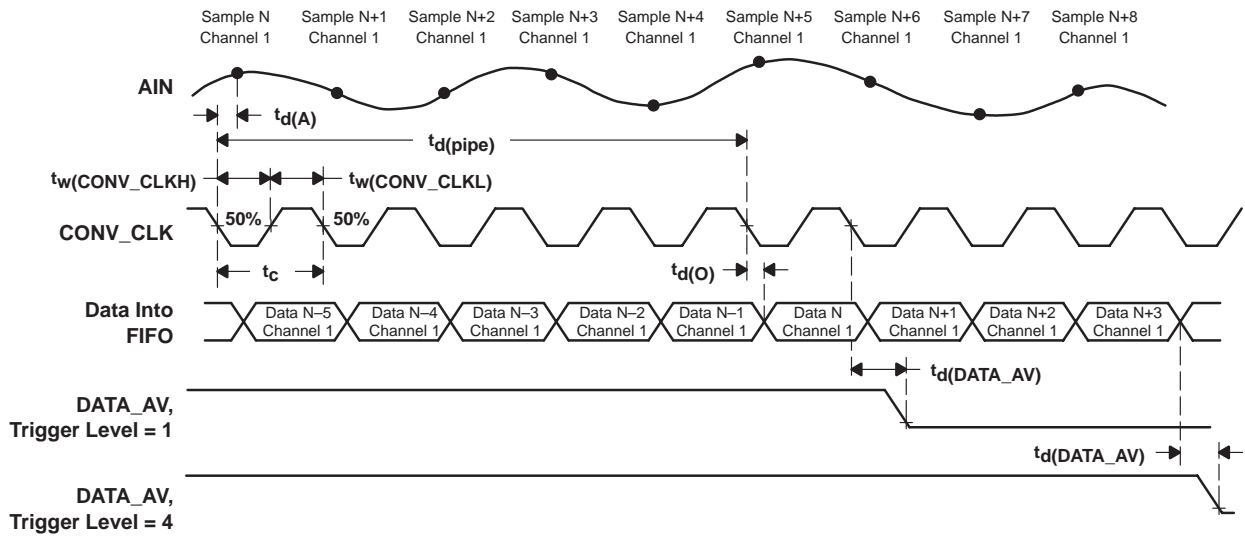 Sample N
Channel 1
Sample N+1
Channel 1
Sample N+2
Channel 1
Sample N+3
Channel 1
Sample N+4
Channel 1
Sample N+5
Channel 1
Sample N+6
Channel 1
Sample N+7
Channel 1
Sample N+8
Channel 1
AIN
td(A)
td(pipe)
tw(CONV_CLKH)
tw(CONV_CLKL)
50%
50%
CONV_CLK
tc
td(O)
Data Into
FIFO
Data N–5
Channel 1
Data N–4
Channel 1
Data N–3
Channel 1
Data N–2
Channel 1
Data N–1
Channel 1
Data N
Channel 1
Data N+1
Channel 1
Data N+2
Channel 1
Data N+3
Channel 1
td(DATA_AV)
DATA_AV,
Trigger Level = 1
td(DATA_AV)
DATA_AV,
Trigger Level = 4